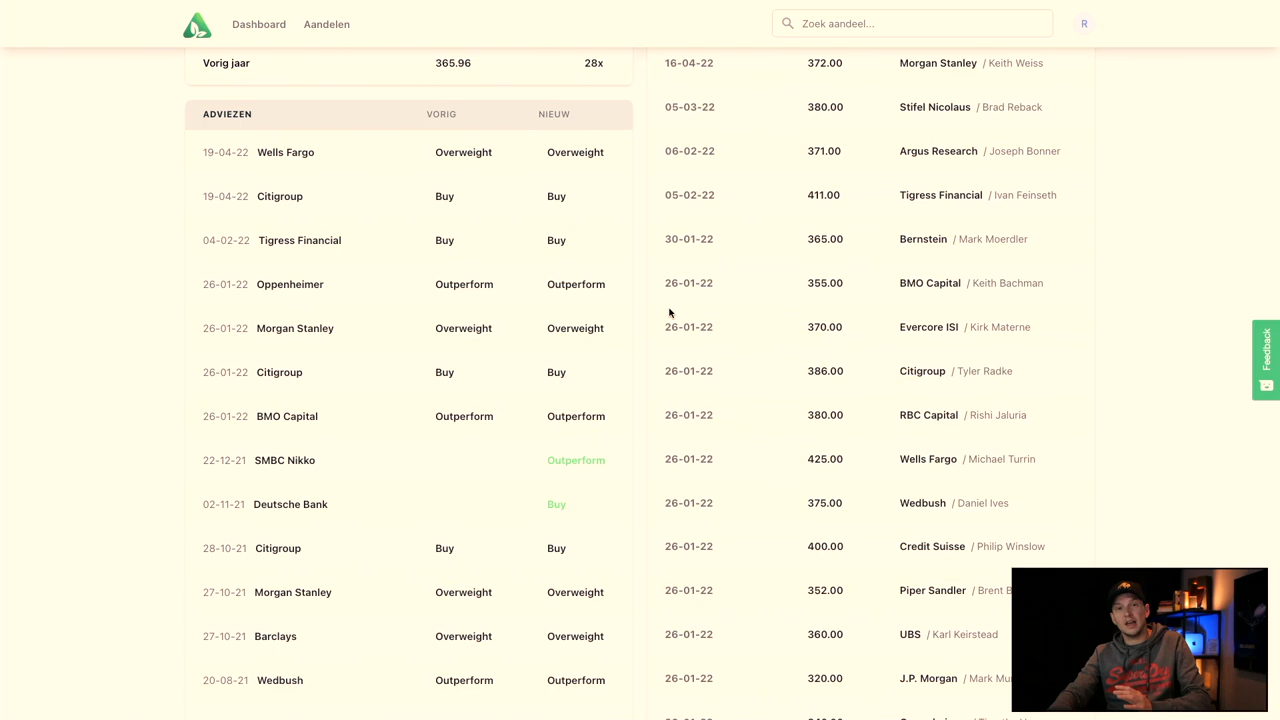 Dashboard Aandelen
Zoek aandeel...
R
Vorig jaar 365.96 28x
ADVIEZEN VORIG NIEUW
19-04-22 Wells Fargo Overweight Overweight
19-04-22 Citigroup Buy Buy
04-02-22 Tigress Financial Buy Buy
26-01-22 Oppenheimer Outperform Outperform
26-01-22 Morgan Stanley Overweight Overweight
26-01-22 Citigroup Buy Buy
26-01-22 BMO Capital Outperform Outperform
22-12-21 SMBC Nikko Outperform
02-11-21 Deutsche Bank Buy
28-10-21 Citigroup Buy Buy
27-10-21 Morgan Stanley Overweight Overweight
27-10-21 Barclays Overweight Overweight
20-08-21 Wedbush Outperform Outperform
16-04-22 372.00 Morgan Stanley / Keith Weiss
05-03-22 380.00 Stifel Nicolaus / Brad Reback
06-02-22 371.00 Argus Research / Joseph Bonner
05-02-22 411.00 Tigress Financial / Ivan Feinseth
30-01-22 365.00 Bernstein / Mark Moerdler
26-01-22 355.00 BMO Capital / Keith Bachman
26-01-22 370.00 Evercore ISI / Kirk Materne
26-01-22 386.00 Citigroup / Tyler Radke
26-01-22 380.00 RBC Capital / Rishi Jaluria
26-01-22 425.00 Wells Fargo / Michael Turrin
26-01-22 375.00 Wedbush / Daniel Ives
26-01-22 400.00 Credit Suisse / Philip Winslow
26-01-22 352.00 Piper Sandler / Brent
26-01-22 360.00 UBS / Karl Keirstead
26-01-22 320.00 J.P. Morgan / Mark
Feedback